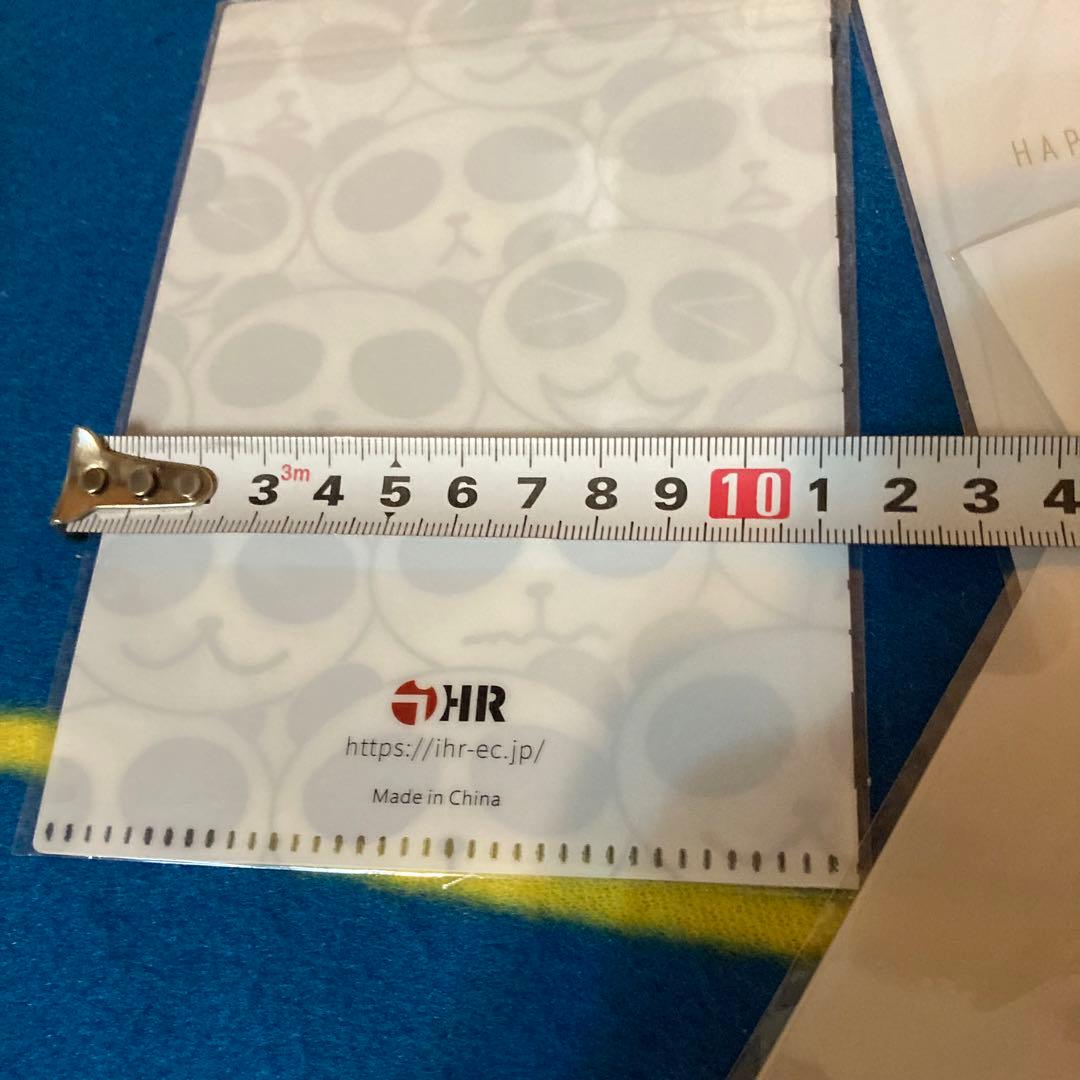 HAP
3m
3 4 5 6 7 8 9 10 1 2 3 4
HR
https://ihr-ec.jp/
Made in China